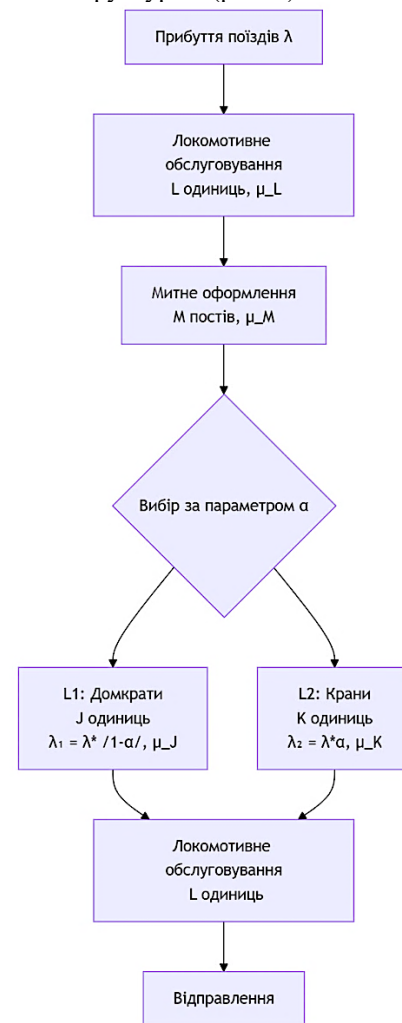 Прибуття поїздів λ
Локомотивне
обслуговування
L одиниць, μ_L
Митне оформлення
M постів, μ_M
Вибір за параметром α
L1: Домкрати
J одиниць
λ₁ = λ* /1-α/, μ_J
L2: Крани
K одиниць
λ₂ = λ*α, μ_K
Локомотивне
обслуговування
L одиниць
Відправлення